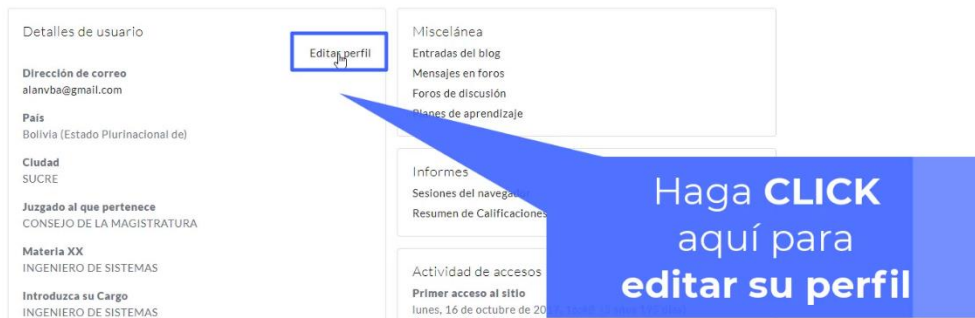 Detalles de usuario
Editar perfil
Dirección de correo
alanvba@gmail.com
País
Bolivia (Estado Plurinacional de)
Ciudad
SUCRE
Juzgado al que pertenece
CONSEJO DE LA MAGISTRATURA
Materia XX
INGENIERO DE SISTEMAS
Introduzca su Cargo
INGENIERO DE SISTEMAS
Miscelánea
Entradas del blog
Mensajes en foros
Foros de discusión
Planes de aprendizaje
Informes
Sesiones del navegador
Resumen de Calificaciones
Actividad de accesos
Primer acceso al sitio
lunes, 16 de octubre de
Haga CLICK
aquí para
editar su perfil